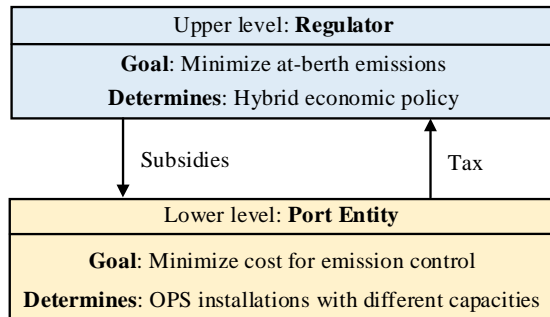 Upper level: Regulator
Goal: Minimize at-berth emissions
Determines: Hybrid economic policy
Subsidies
Tax
Lower level: Port Entity
Goal: Minimize cost for emission control
Determines: OPS installations with different capacities